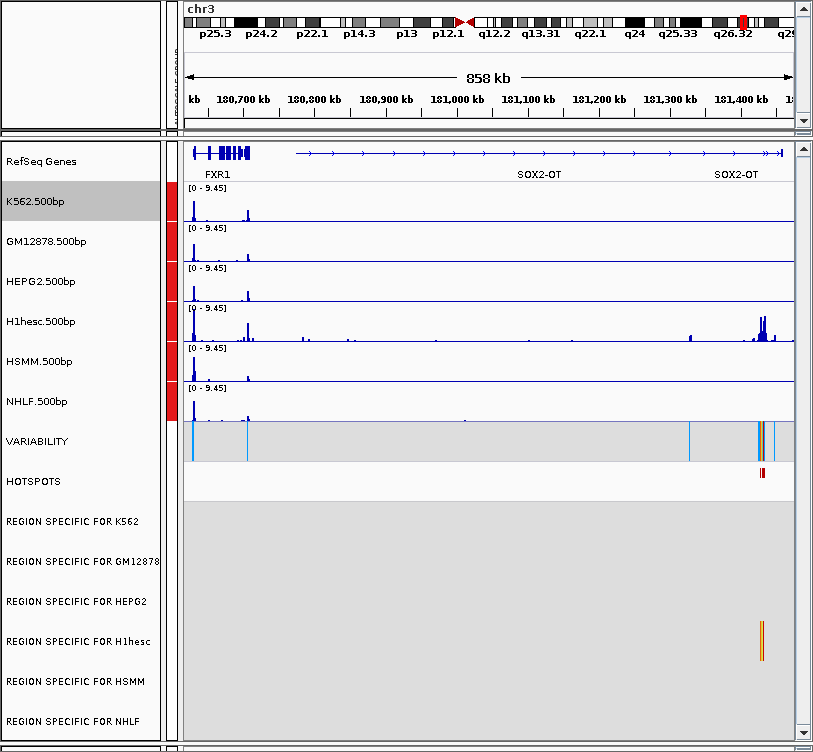 chr3
p25.3 p24.2 p22.1 p14.3 p13 p12.1 q12.2 q13.31 q22.1 q24 q25.33 q26.32 q29
858 kb
kb 180,700 kb 180,800 kb 180,900 kb 181,000 kb 181,100 kb 181,200 kb 181,300 kb 181,400 kb 18
RefSeq Genes
FXR1 SOX2-OT SOX2-OT
[0 - 9.45]
K562.500bp
[0 - 9.45]
GM12878.500bp
[0 - 9.45]
HEPG2.500bp
[0 - 9.45]
H1hesc.500bp
[0 - 9.45]
HSMM.500bp
[0 - 9.45]
NHLF.500bp
VARIABILITY
HOTSPOTS
REGION SPECIFIC FOR K562
REGION SPECIFIC FOR GM12878
REGION SPECIFIC FOR HEPG2
REGION SPECIFIC FOR H1hesc
REGION SPECIFIC FOR HSMM
REGION SPECIFIC FOR NHLF